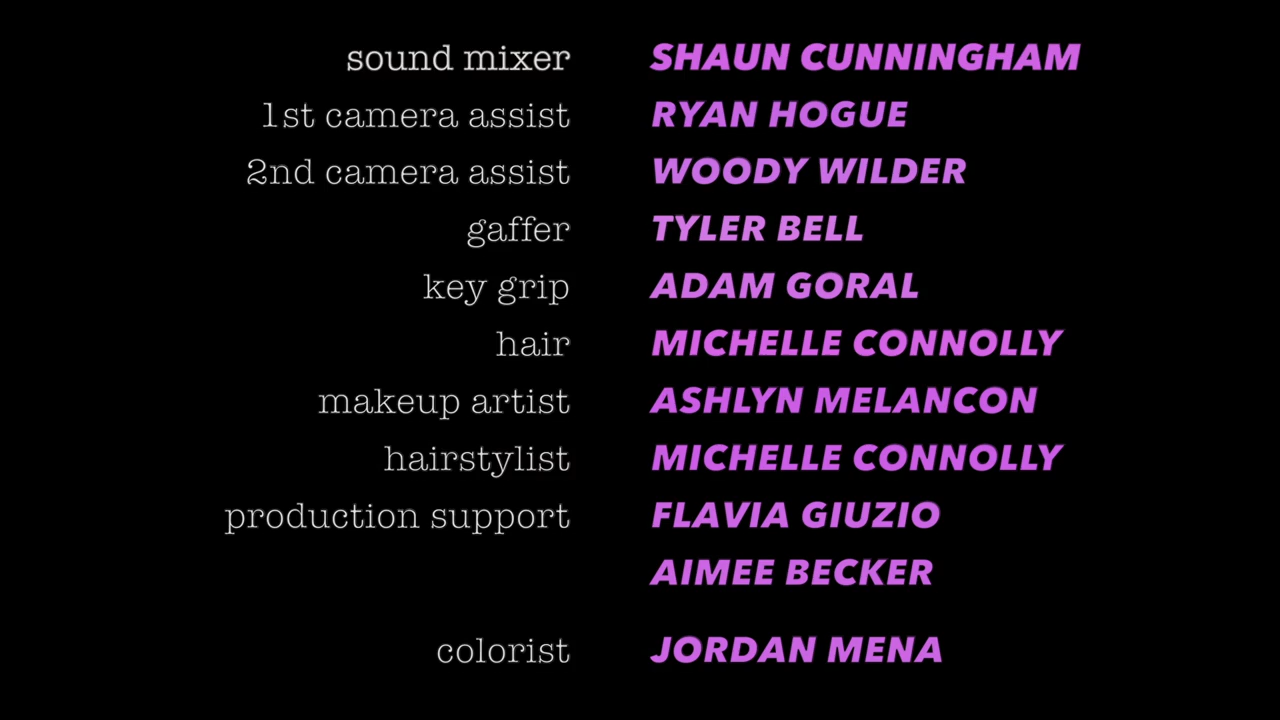 sound mixer SHAUN CUNNINGHAM
1st camera assist RYAN HOGUE
2nd camera assist WOODY WILDER
gaffer TYLER BELL
key grip ADAM GORAL
hair MICHELLE CONNOLLY
makeup artist ASHLYN MELANCON
hairstylist MICHELLE CONNOLLY
production support FLAVIA GIUZIO
AIMEE BECKER
colorist JORDAN MENA